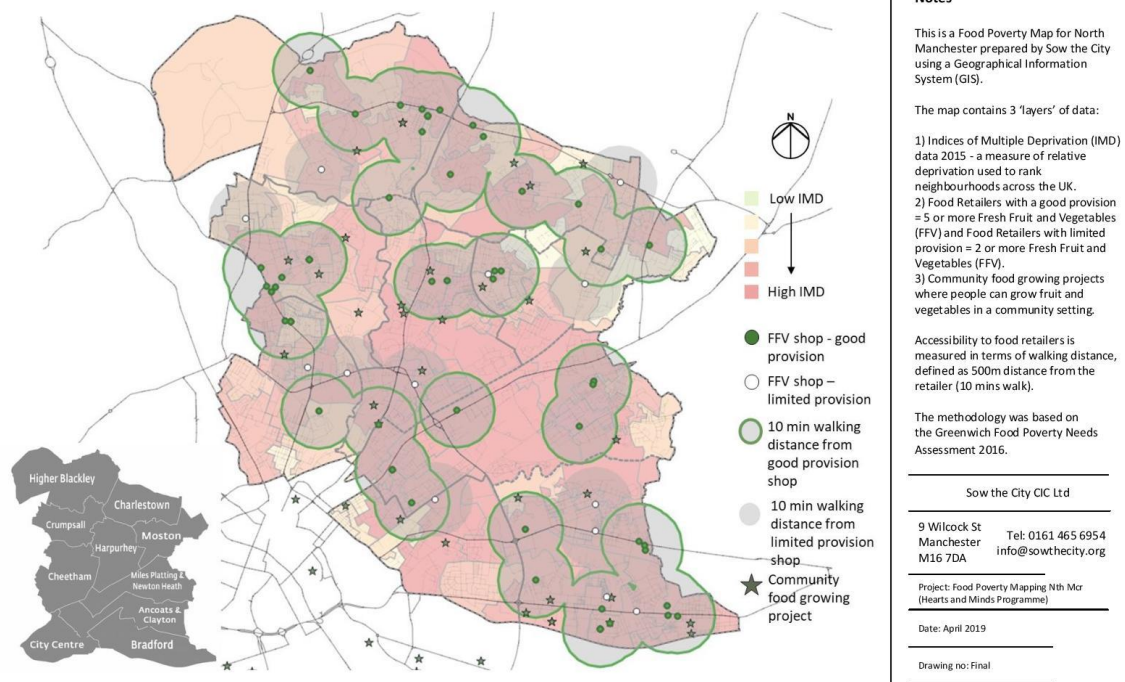 Notes
This is a Food Poverty Map for North
Manchester prepared by Sow the City
using a Geographical Information
System (GIS).
The map contains 3 ‘layers’ of data:
1) Indices of Multiple Deprivation (IMD)
data 2015 - a measure of relative
deprivation used to rank
neighbourhoods across the UK.
2) Food Retailers with a good provision
= 5 or more Fresh Fruit and Vegetables
(FFV) and Food Retailers with limited
provision = 2 or more Fresh Fruit and
Vegetables (FFV).
3) Community food growing projects
where people can grow fruit and
vegetables in a community setting.
Accessibility to food retailers is
measured in terms of walking distance,
defined as 500m distance from the
retailer (10 mins walk).
The methodology was based on
the Greenwich Food Poverty Needs
Assessment 2016.
Sow the City CIC Ltd
9 Wilcock St
Manchester
M16 7DA
Tel: 0161 465 6954
info@sowthecity.org
Project: Food Poverty Mapping Nth Mcr
(Hearts and Minds Programme)
Date: April 2019
Drawing no: Final
N
Low IMD
High IMD
FFV shop - good
provision
FFV shop –
limited provision
10 min walking
distance from
good provision
shop
10 min walking
distance from
limited provision
shop
Community
food growing
project
Higher Blackley
Charlestown
Crumpsall
Moston
Harpurhey
Cheetham
Miles Platting &
Newton Heath
Ancoats &
Clayton
City Centre
Bradford